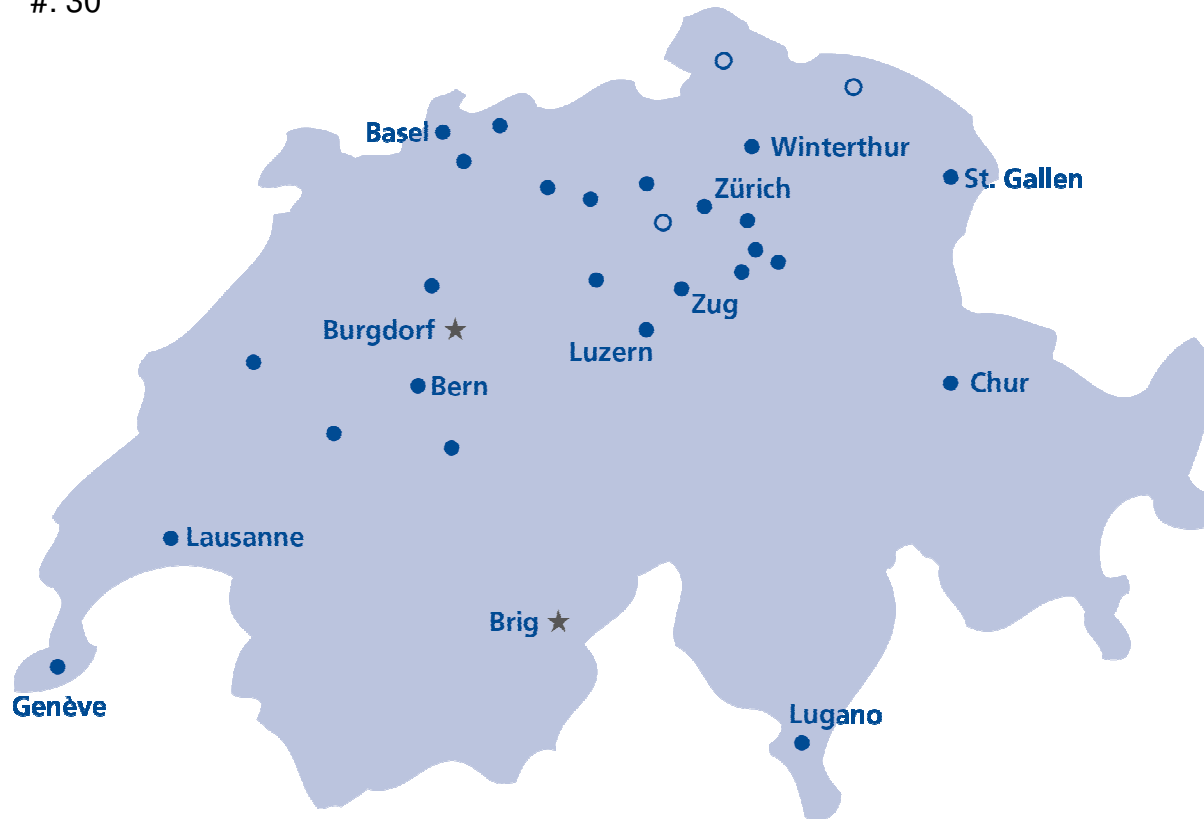 #: 30
Basel
Winterthur
St. Gallen
Zürich
Zug
Burgdorf
Luzern
Bern
Chur
Lausanne
Brig
Genève
Lugano